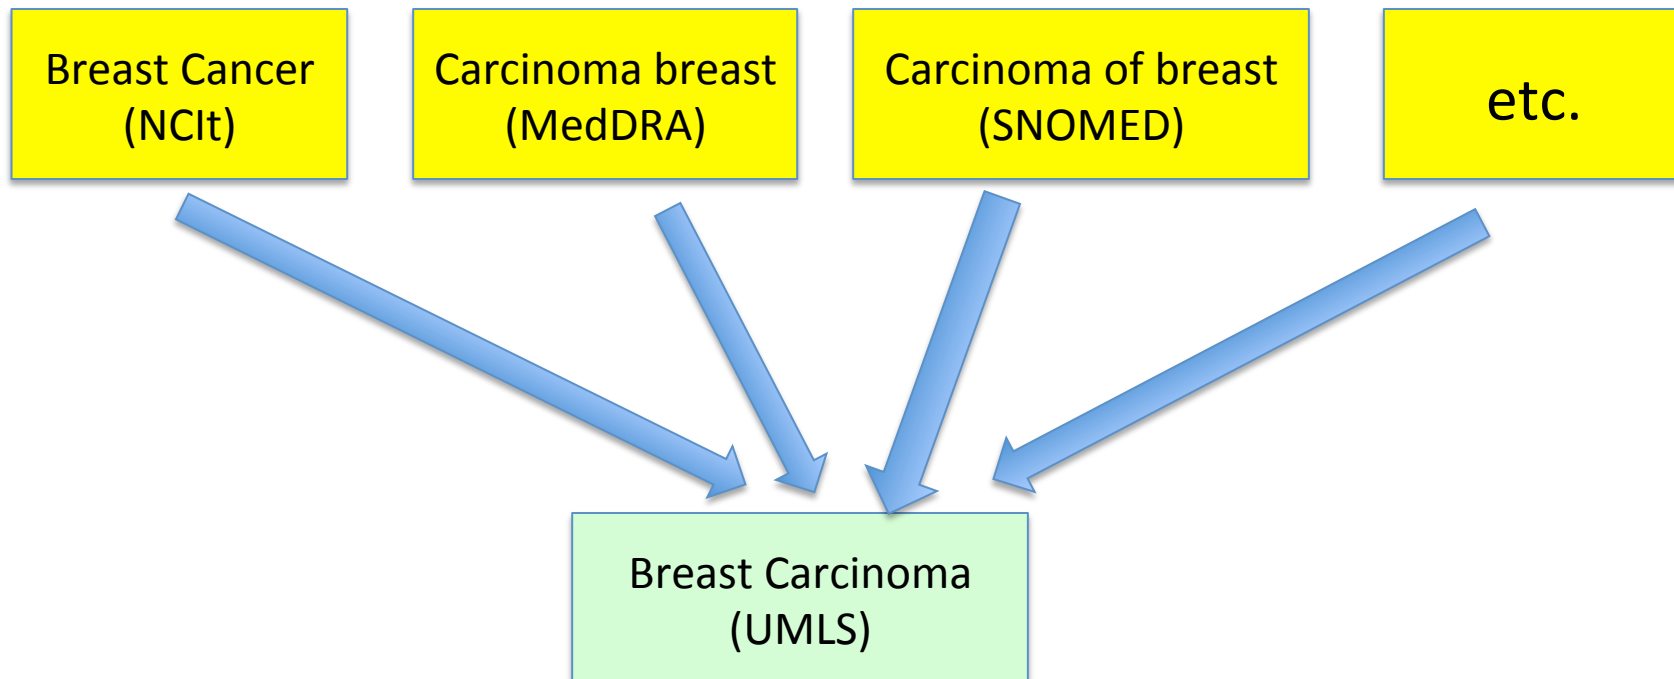 Breast Cancer
(NCIt)
Carcinoma breast
(MedDRA)
Carcinoma of breast
(SNOMED)
etc.
Breast Carcinoma
(UMLS)